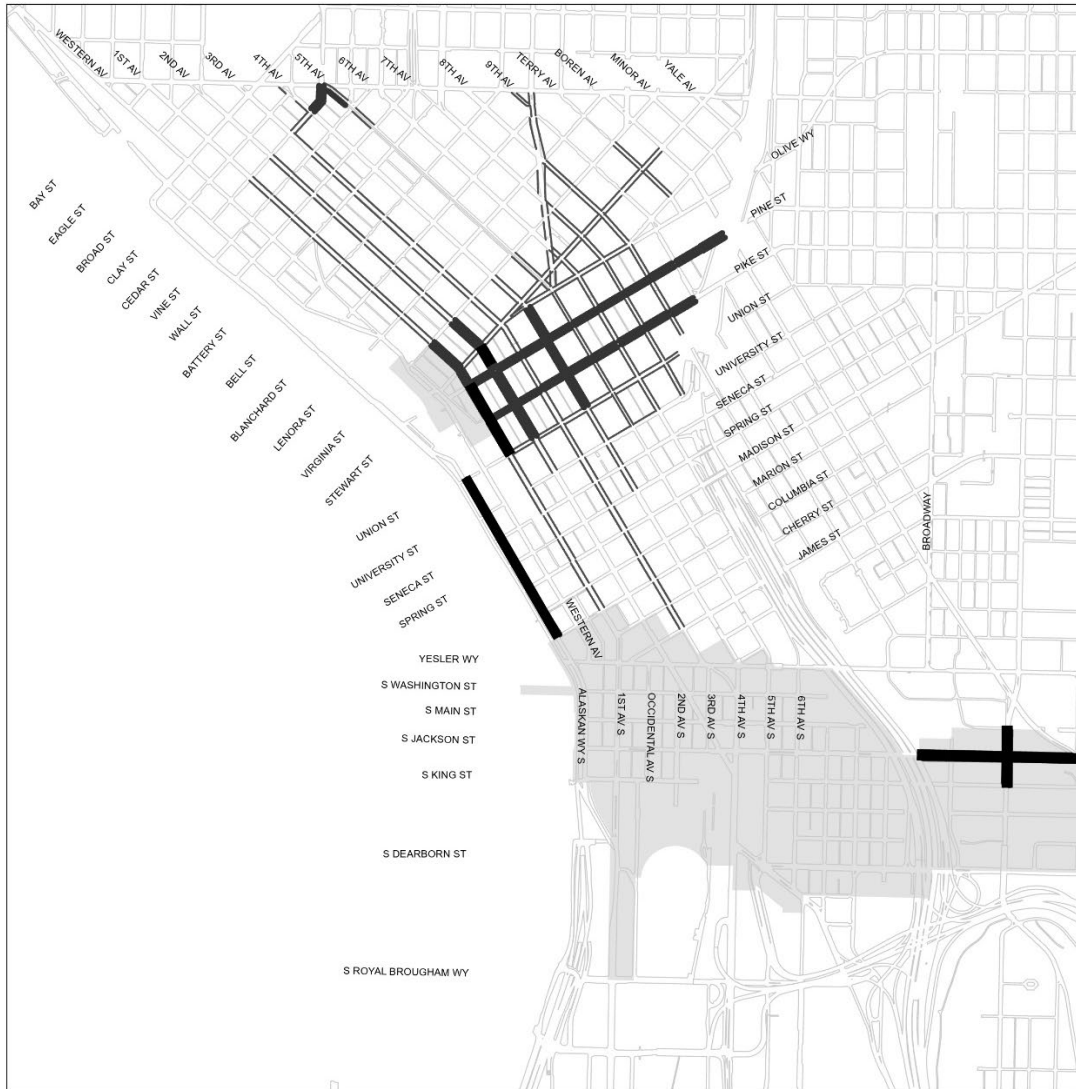 WESTERN AV
1ST AV
2ND AV
3RD AV
4TH AV
5TH AV
6TH AV
7TH AV
8TH AV
9TH AV
TERRY AV
BOREN AV
MINOR AV
YALE AV
OLIVE WY
PINE ST
PIKE ST
UNION ST
UNIVERSITY ST
SENECA ST
SPRING ST
MADISON ST
MARION ST
COLUMBIA ST
CHERRY ST
JAMES ST
BROADWAY
BAY ST
EAGLE ST
BROAD ST
CLAY ST
CEDAR ST
VINE ST
WALL ST
BATTERY ST
BELL ST
BLANCHARD ST
LENORA ST
VIRGINIA ST
STEWART ST
UNION ST
UNIVERSITY ST
SENECA ST
SPRING ST
YESLER WY
S WASHINGTON ST
S MAIN ST
S JACKSON ST
S KING ST
S DEARBORN ST
S ROYAL BROUGHAM WY
WESTERN AV
ALASKAN WY S
1ST AV S
OCCIDENTAL AV S
2ND AV S
3RD AV S
4TH AV S
5TH AV S
6TH AV S